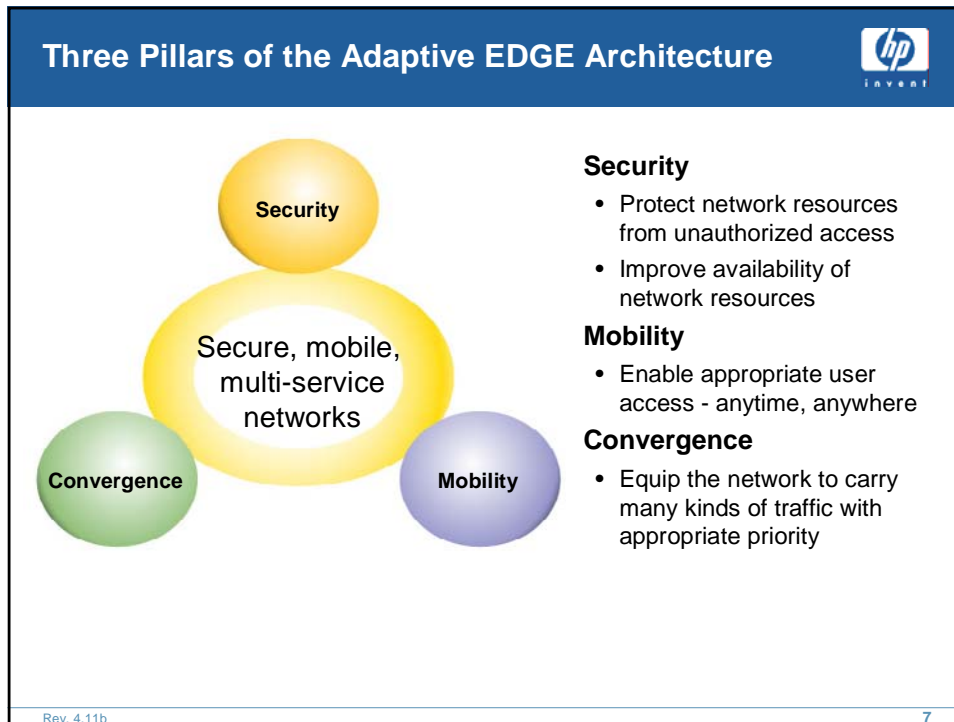 Three Pillars of the Adaptive EDGE Architecture
hp
invent
Security
Secure, mobile,
multi-service
networks
Convergence
Mobility
Security
• Protect network resources
from unauthorized access
• Improve availability of
network resources
Mobility
• Enable appropriate user
access - anytime, anywhere
Convergence
• Equip the network to carry
many kinds of traffic with
appropriate priority
Rev. 4.11b
7